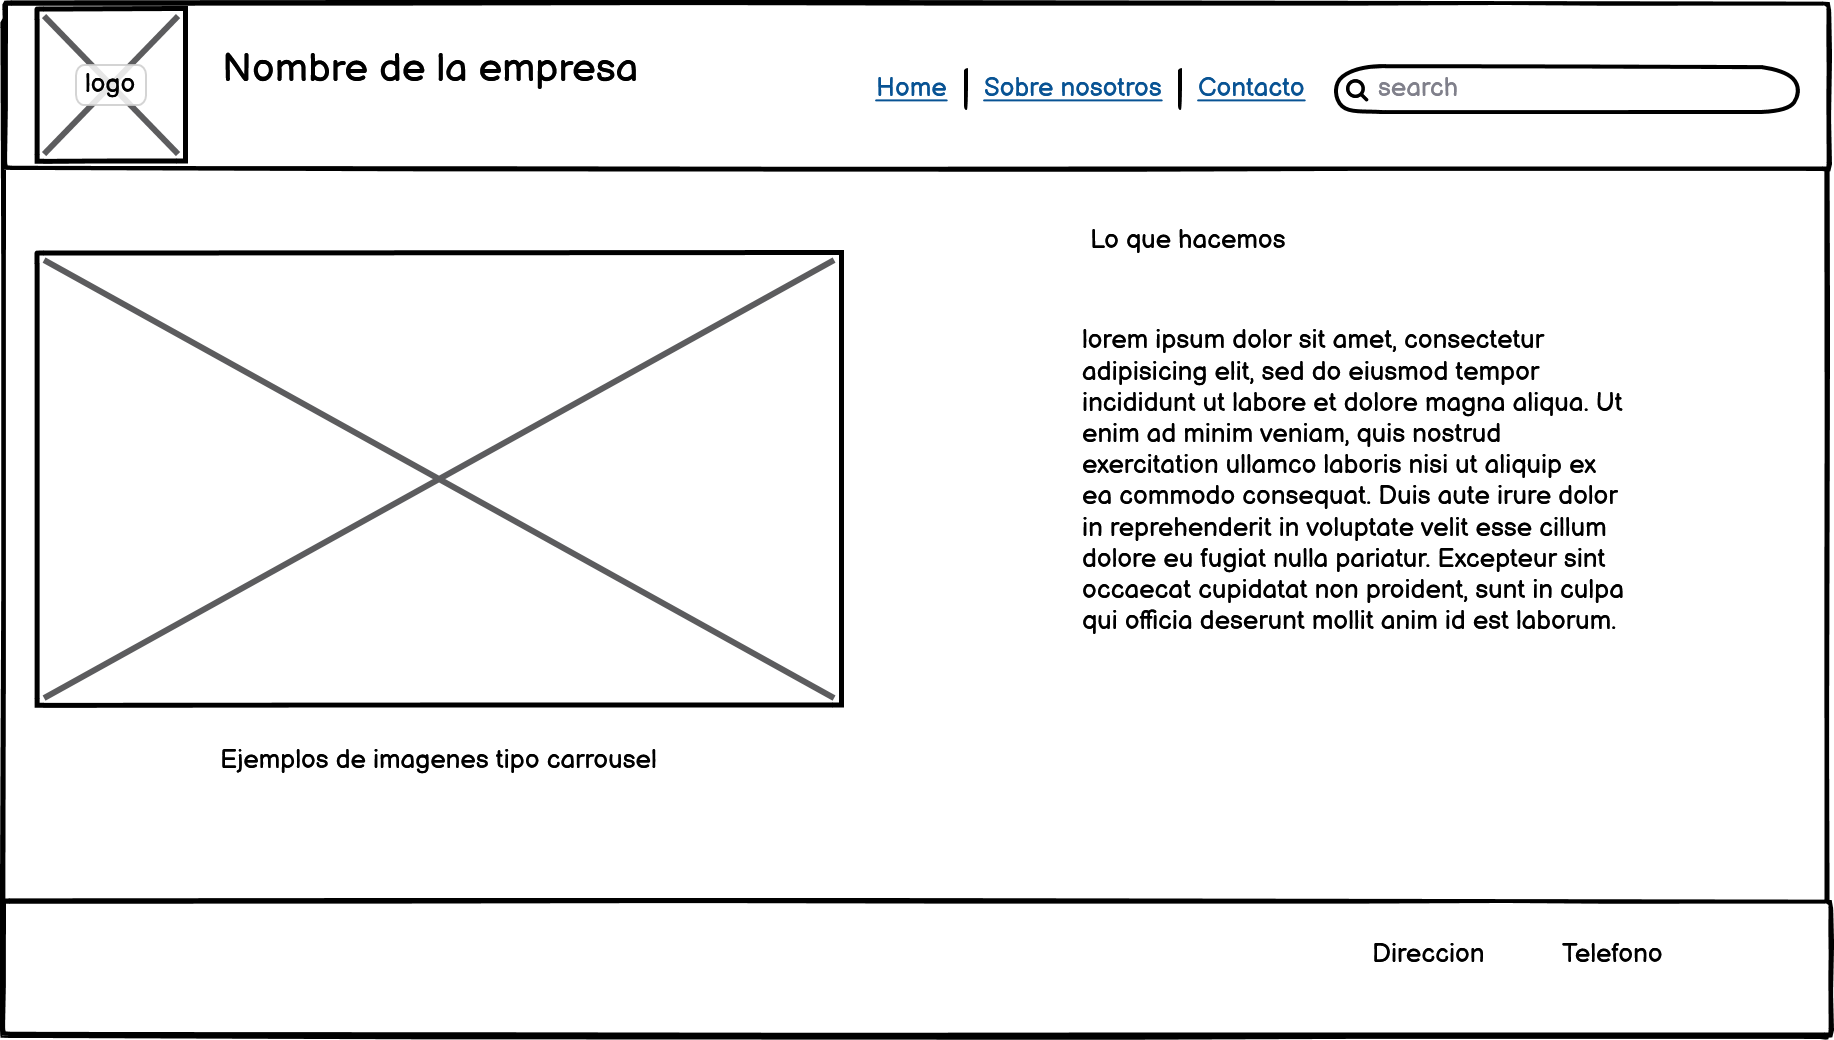 logo
Nombre de la empresa
Home
Sobre nosotros
Contacto
search
Lo que hacemos
lorem ipsum dolor sit amet, consectetur
adipisicing elit, sed do eiusmod tempor
incididunt ut labore et dolore magna aliqua. Ut
enim ad minim veniam, quis nostrud
exercitation ullamco laboris nisi ut aliquip ex
ea commodo consequat. Duis aute irure dolor
in reprehenderit in voluptate velit esse cillum
dolore eu fugiat nulla pariatur. Excepteur sint
occaecat cupidatat non proident, sunt in culpa
qui officia deserunt mollit anim id est laborum.
Ejemplos de imagenes tipo carrousel
Direccion
Telefono